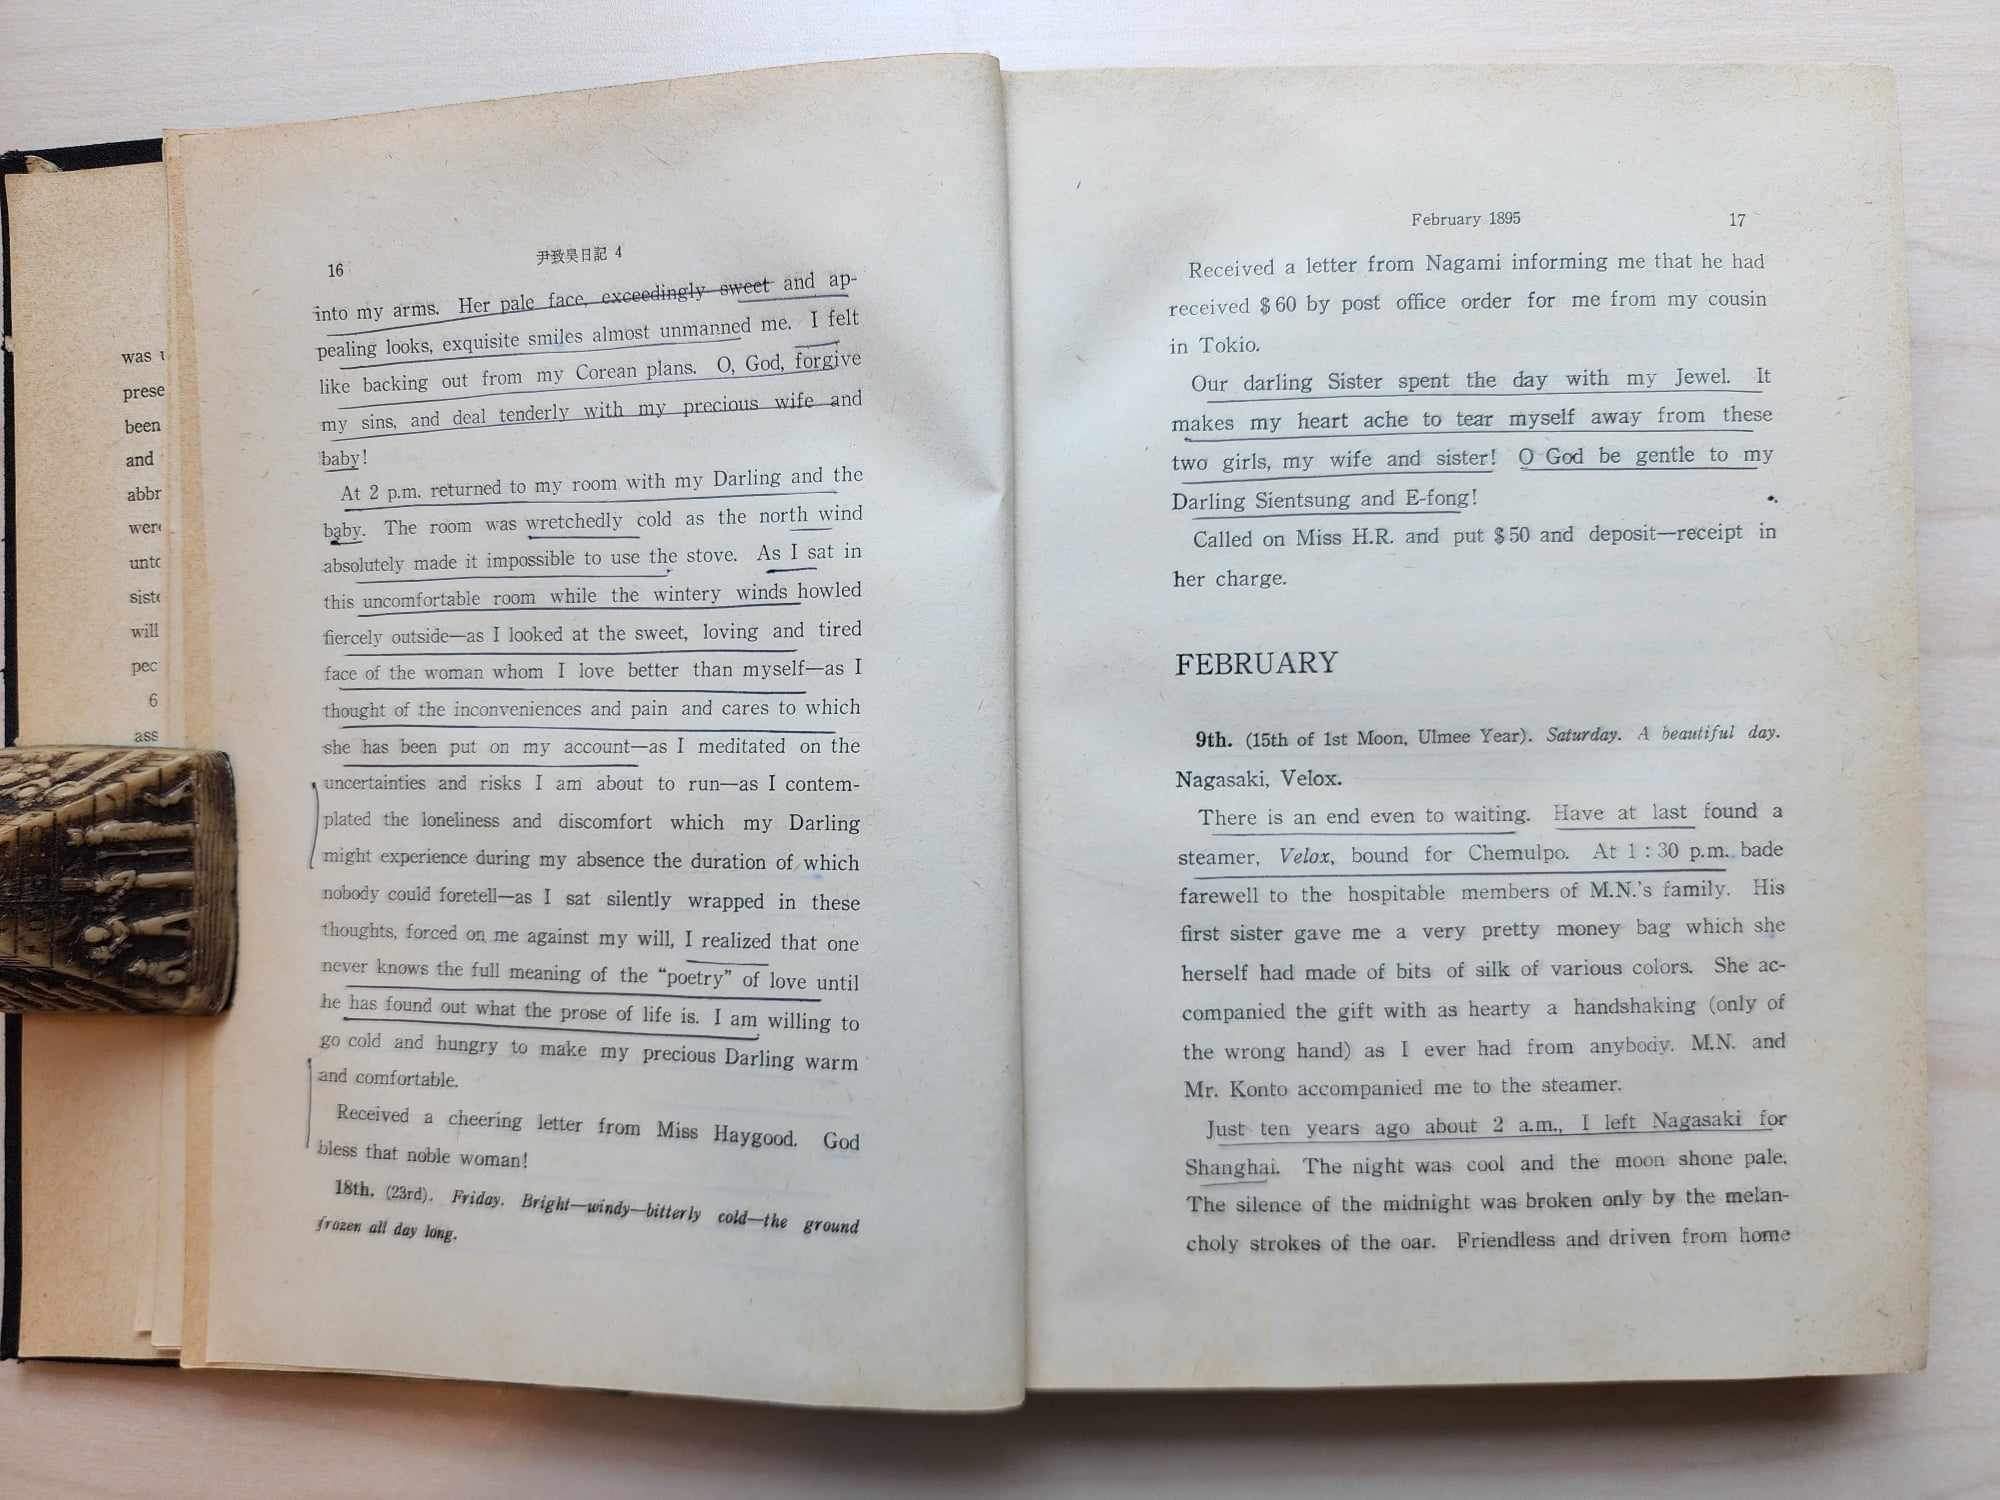 was
prese
been
and
abbr
were
unto
siste
will
pec
6
ass
16
尹致昊日記 4
into my arms. Her pale face, exceedingly sweet and ap-
pealing looks, exquisite smiles almost unmanned me. I felt
like backing out from my Corean plans. O, God, forgive
my sins, and deal tenderly with my precious wife and
baby!
At 2 p.m. returned to my room with my Darling and the
baby. The room was wretchedly cold as the north wind
absolutely made it impossible to use the stove. As I sat in
this uncomfortable room while the wintery winds howled
fiercely outside—as I looked at the sweet, loving and tired
face of the woman whom I love better than myself—as I
thought of the inconveniences and pain and cares to which
she has been put on my account—as I meditated on the
uncertainties and risks I am about to run—as I contem-
plated the loneliness and discomfort which my Darling
might experience during my absence the duration of which
nobody could foretell—as I sat silently wrapped in these
thoughts, forced on me against my will, I realized that one
never knows the full meaning of the “poetry” of love until
he has found out what the prose of life is. I am willing to
go cold and hungry to make my precious Darling warm
and comfortable.
Received a cheering letter from Miss Haygood. God
bless that noble woman!
18th. (23rd). Friday. Bright—windy—bitterly cold—the ground
frozen all day long.
February 1895
17
Received a letter from Nagami informing me that he had
received $60 by post office order for me from my cousin
in Tokio.
Our darling Sister spent the day with my Jewel. It
makes my heart ache to tear myself away from these
two girls, my wife and sister! O God be gentle to my
Darling Sientsung and E-fong!
Called on Miss H.R. and put $50 and deposit—receipt in
her charge.
FEBRUARY
9th. (15th of 1st Moon, Ulmee Year). Saturday. A beautiful day.
Nagasaki, Velox.
There is an end even to waiting. Have at last found a
steamer, Velox, bound for Chemulpo. At 1 : 30 p.m. bade
farewell to the hospitable members of M.N.'s family. His
first sister gave me a very pretty money bag which she
herself had made of bits of silk of various colors. She ac-
companied the gift with as hearty a handshaking (only of
the wrong hand) as I ever had from anybody. M.N. and
Mr. Konto accompanied me to the steamer.
Just ten years ago about 2 a.m., I left Nagasaki for
Shanghai. The night was cool and the moon shone pale.
The silence of the midnight was broken only by the melan-
choly strokes of the oar. Friendless and driven from home